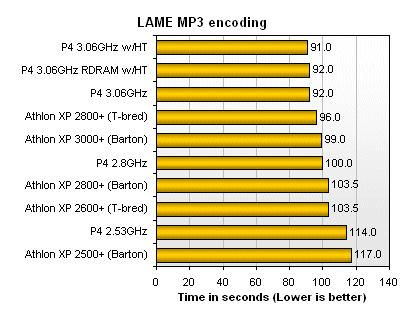 LAME MP3 encoding
P4 3.06GHz w/HT 91.0
P4 3.06GHz RDRAM w/HT 92.0
P4 3.06GHz 92.0
Athlon XP 2800+ (T-bred) 96.0
Athlon XP 3000+ (Barton) 99.0
P4 2.8GHz 100.0
Athlon XP 2800+ (Barton) 103.5
Athlon XP 2600+ (T-bred) 103.5
P4 2.53GHz 114.0
Athlon XP 2500+ (Barton) 117.0
0 20 40 60 80 100 120 140
Time in seconds (Lower is better)